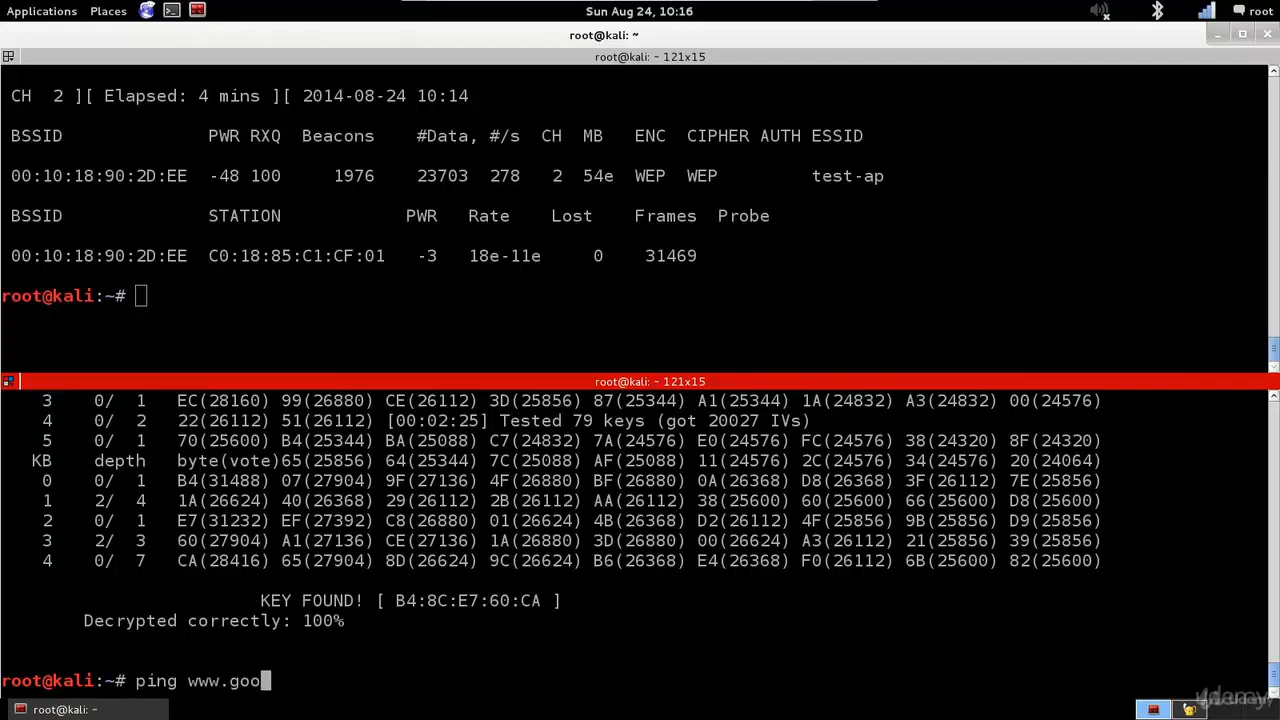 Applications Places Sun Aug 24, 10:16 root
root@kali: ~
root@kali: ~ 121x15
CH 2 ][ Elapsed: 4 mins ][ 2014-08-24 10:14
BSSID PWR RXQ Beacons #Data, #/s CH MB ENC CIPHER AUTH ESSID
00:10:18:90:2D:EE -48 100 1976 23703 278 2 54e WEP WEP test-ap
BSSID STATION PWR Rate Lost Frames Probe
00:10:18:90:2D:EE C0:18:85:C1:CF:01 -3 18e-11e 0 31469
root@kali:~#
root@kali: ~ 121x15
3 0/ 1 EC(28160) 99(26880) CE(26112) 3D(25856) 87(25344) A1(25344) 1A(24832) A3(24832) 00(24576)
4 0/ 2 22(26112) 51(26112) [00:02:25] Tested 79 keys (got 20027 IVs)
5 0/ 1 70(25600) B4(25344) BA(25088) C7(24832) 7A(24576) E0(24576) FC(24576) 38(24320) 8F(24320)
KB depth byte(vote)65(25856) 64(25344) 7C(25088) AF(25088) 11(24576) 2C(24576) 34(24576) 20(24064)
0 0/ 1 B4(31488) 07(27904) 9F(27136) 4F(26880) BF(26880) 0A(26368) D8(26368) 3F(26112) 7E(25856)
1 2/ 4 1A(26624) 40(26368) 29(26112) 2B(26112) AA(26112) 38(25600) 60(25600) 66(25600) D8(25600)
2 0/ 1 E7(31232) EF(27392) C8(26880) 01(26624) 4B(26368) D2(26112) 4F(25856) 9B(25856) D9(25856)
3 2/ 3 60(27904) A1(27136) CE(27136) 1A(26880) 3D(26880) 00(26624) A3(26112) 21(25856) 39(25856)
4 0/ 7 CA(28416) 65(27904) 8D(26624) 9C(26624) B6(26368) E4(26368) F0(26112) 6B(25600) 82(25600)
KEY FOUND! [ B4:8C:E7:60:CA ]
Decrypted correctly: 100%
root@kali:~# ping www.goo
root@kali: ~
udemy